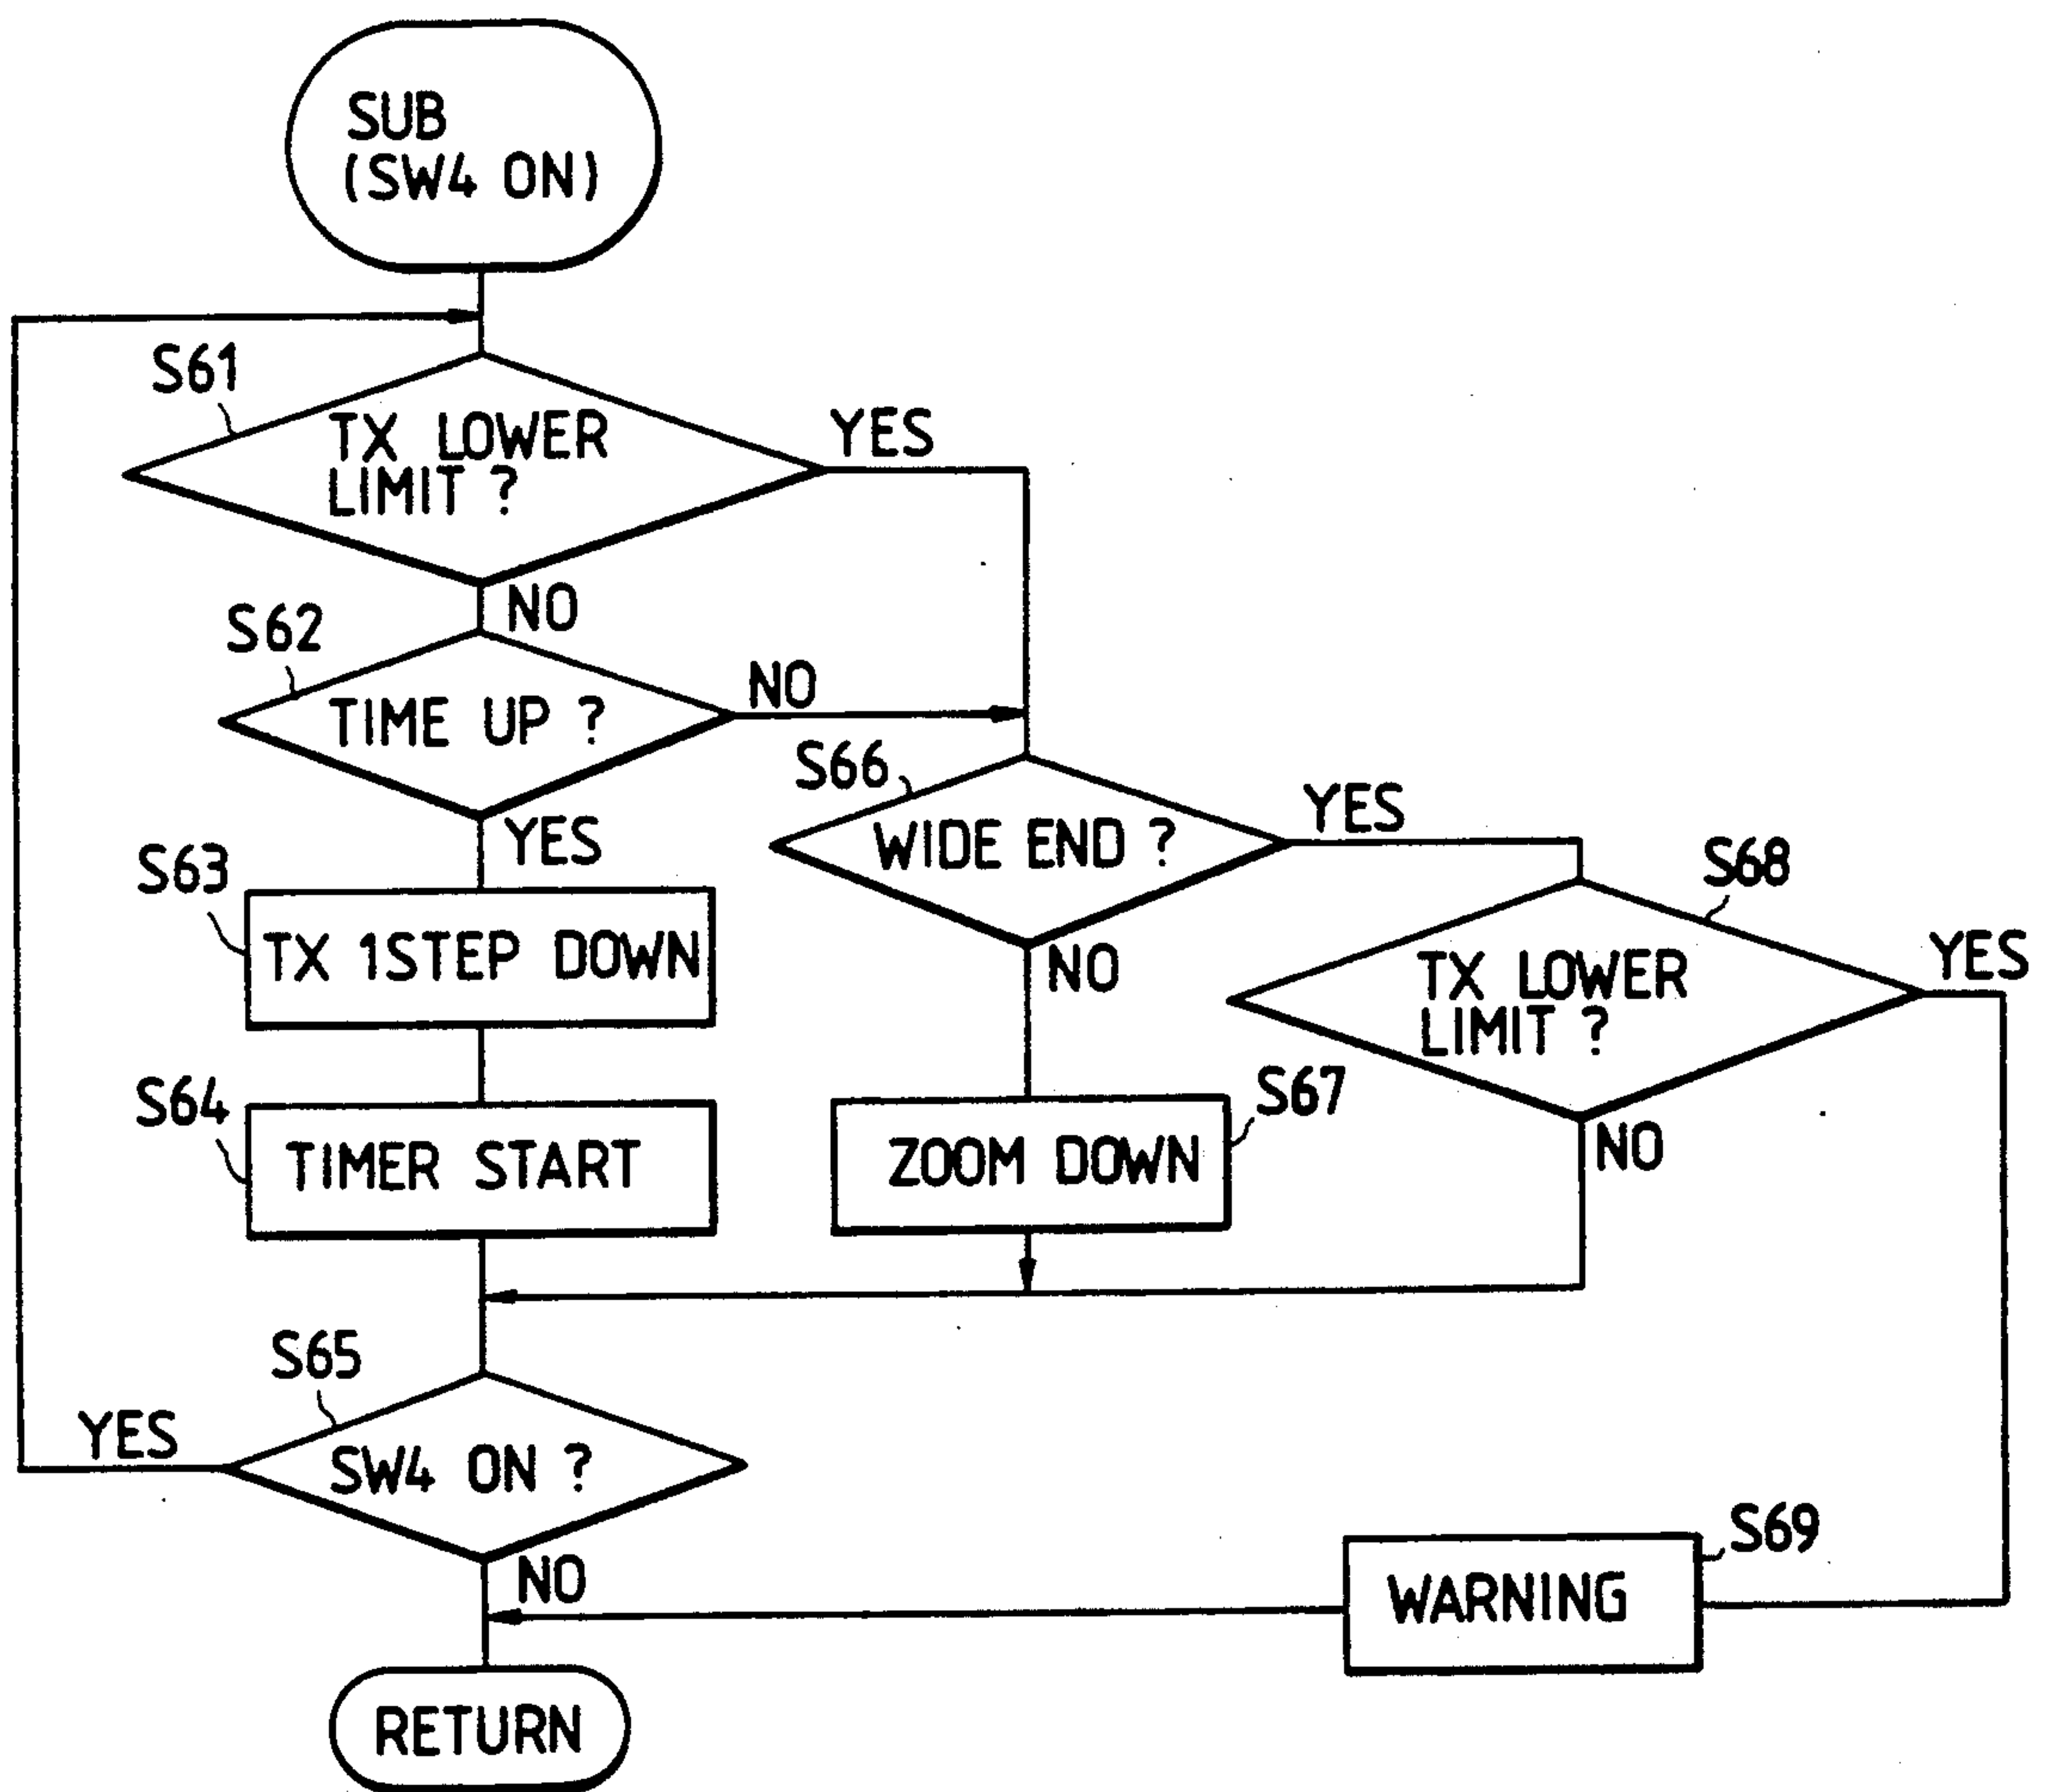 SUB
(SW4 ON)
S61
TX LOWER
LIMIT ?
YES
NO
S62
TIME UP ?
NO
YES
S63
TX 1STEP DOWN
S64
TIMER START
S66
WIDE END ?
YES
NO
S67
ZOOM DOWN
S68
TX LOWER
LIMIT ?
YES
NO
S65
SW4 ON ?
YES
NO
S69
WARNING
RETURN